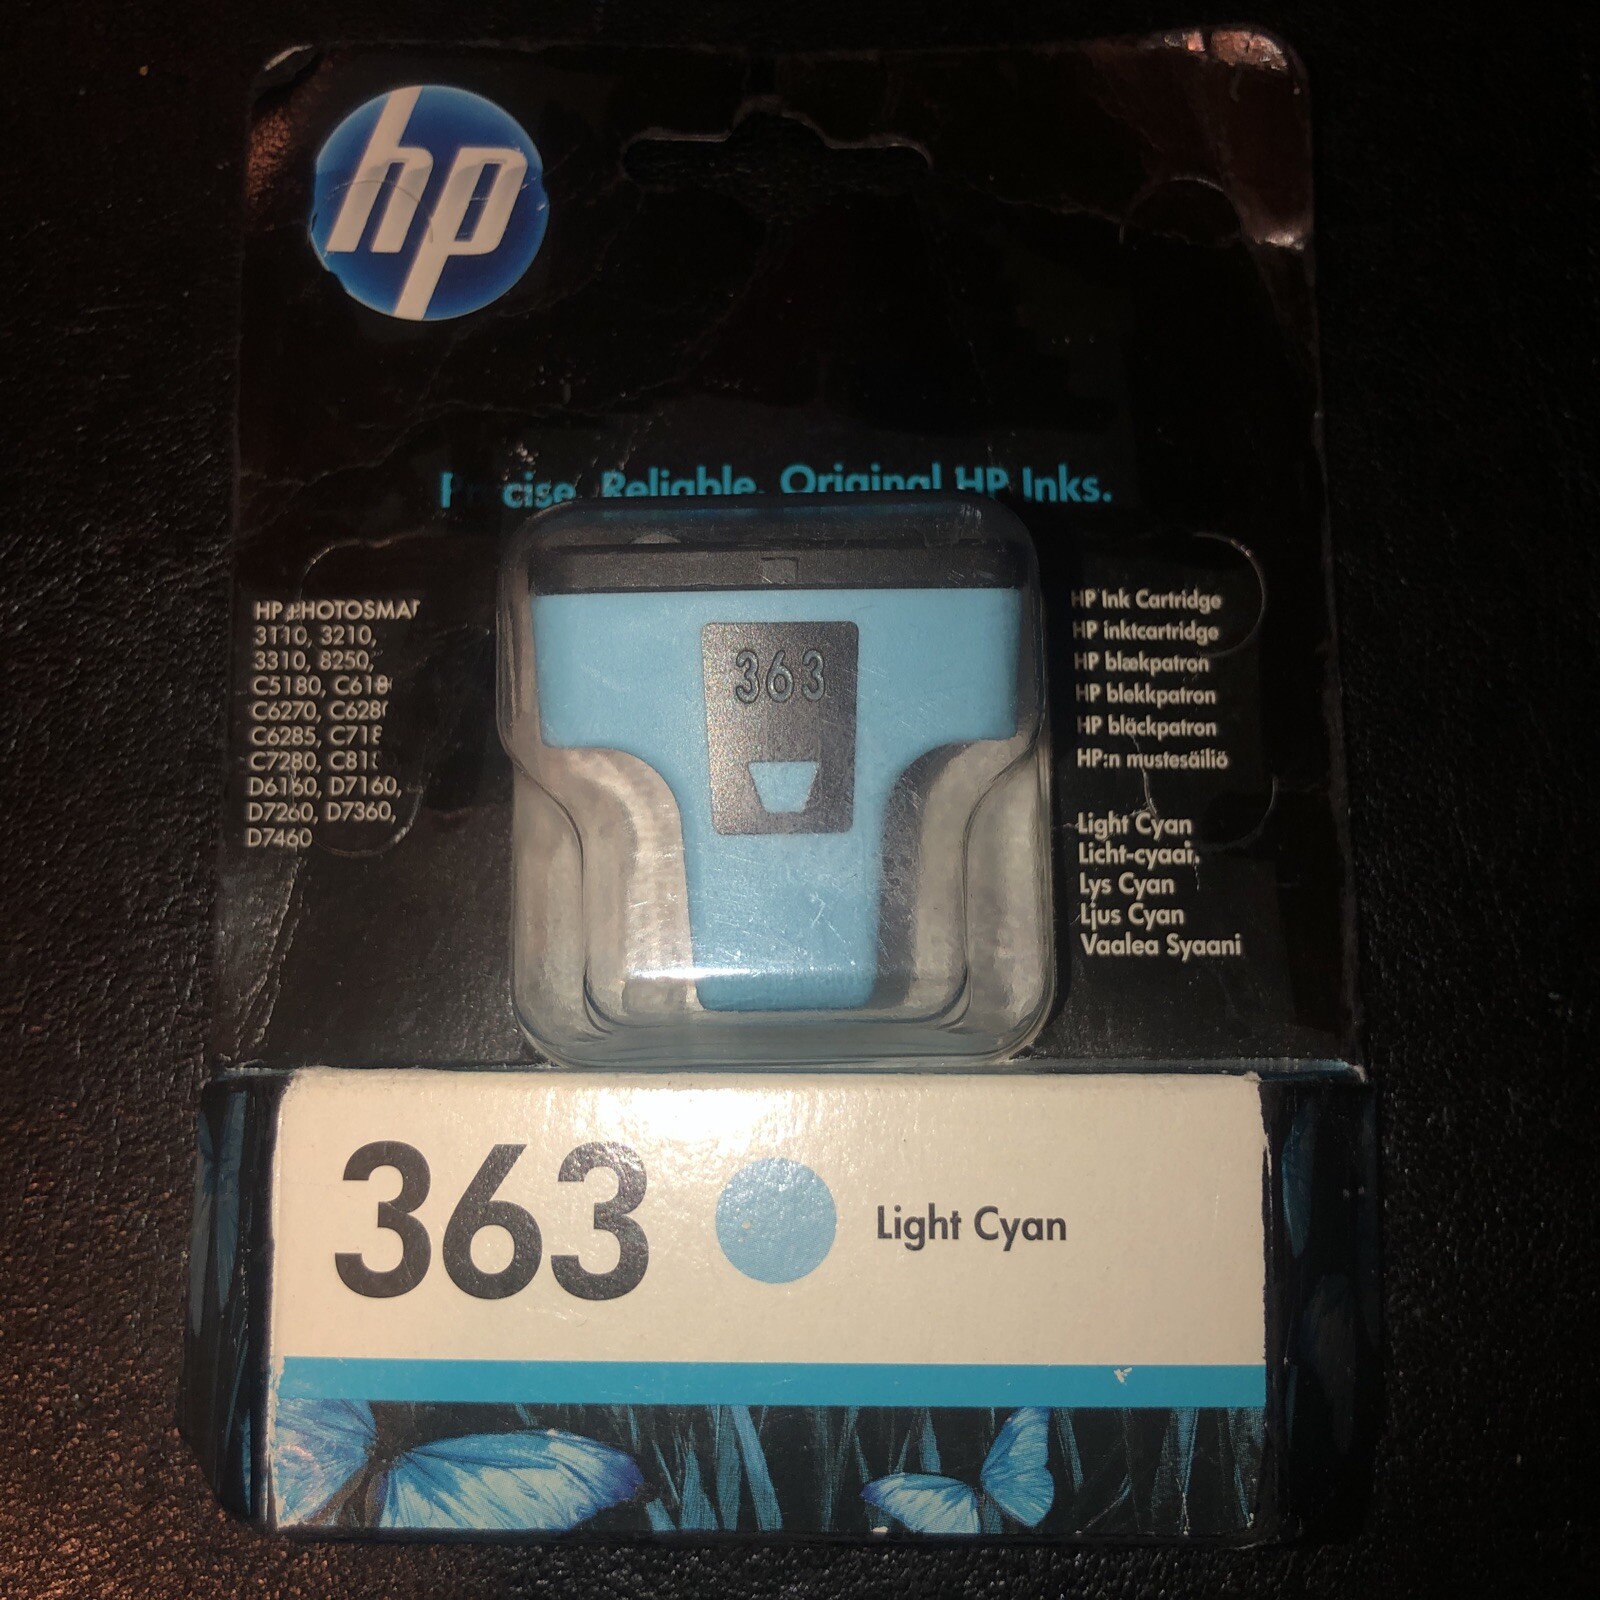 hp
Precise. Reliable. Original HP Inks.
HP PHOTOSMA
3110, 3210,
3310, 8250,
C5180,
C6270,
C6285,
C7280,
D6160, D7160,
D7260, D7360,
D7460
363
HP Ink Cartridge
HP inktcartridge
HP blækpatron
HP blekkpatron
HP bläckpatron
HP:n mustesäiliö
Light Cyan
Licht-cyaan
Lys Cyan
Ljus Cyan
Vaalea Syaani
363 Light Cyan